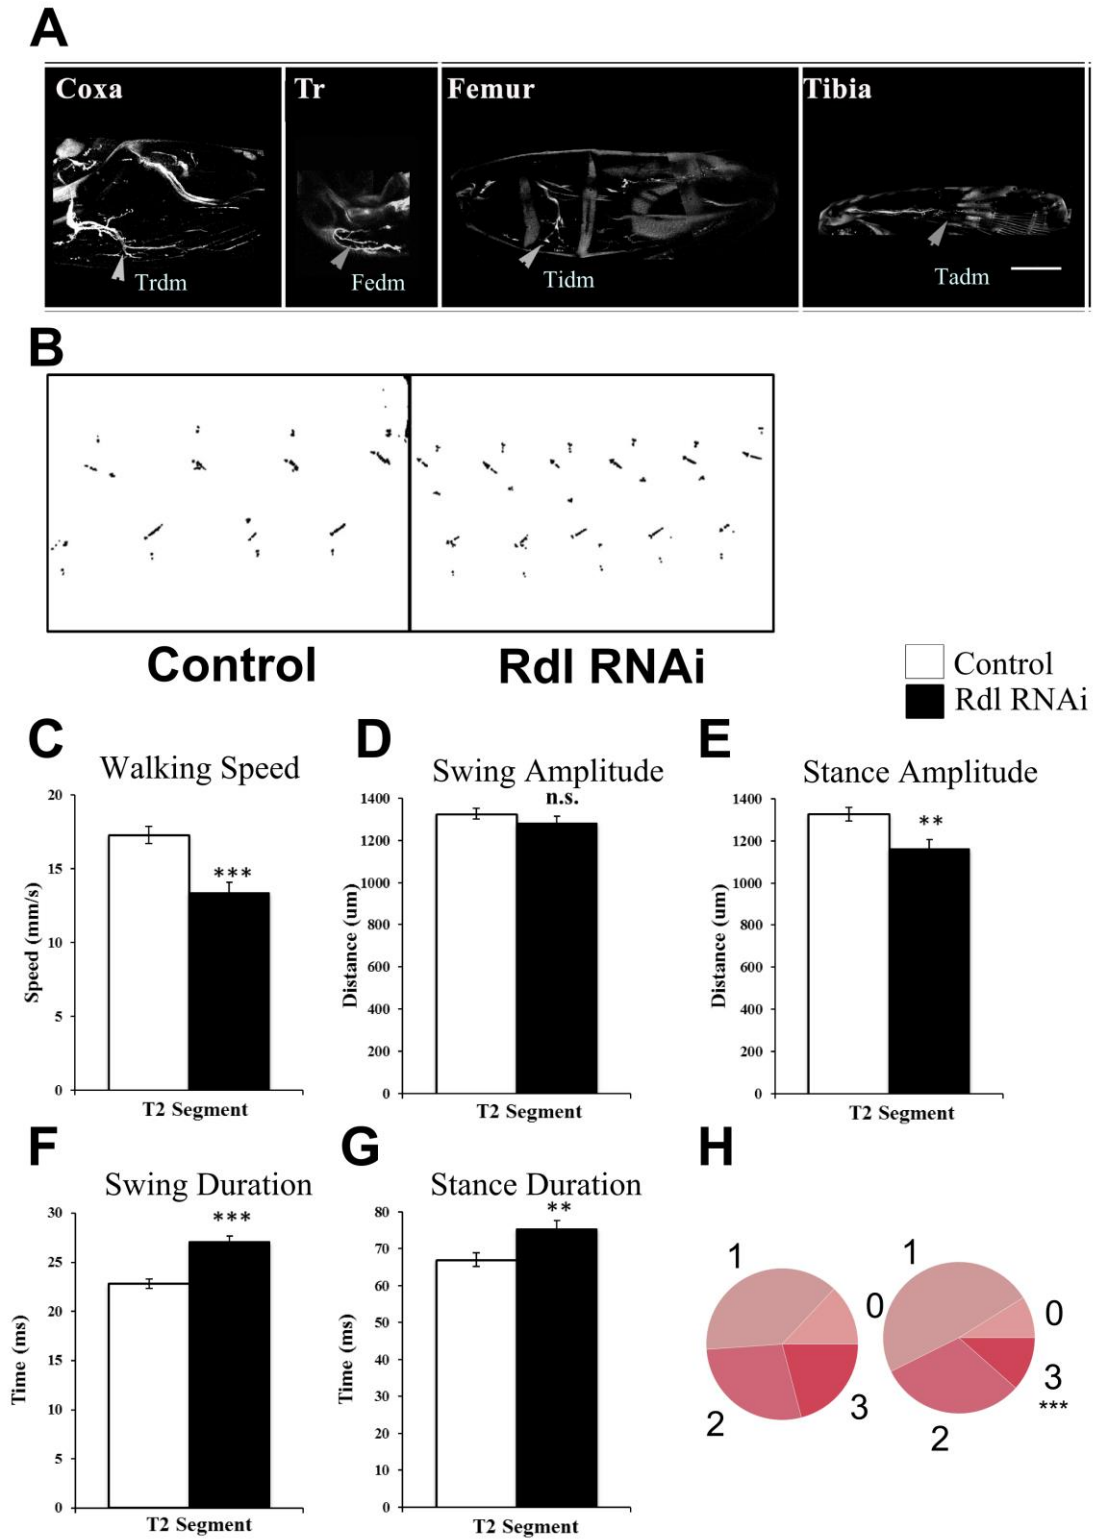 A
Coxa Tr Femur Tibia
Trdm Fedm Tidm Tadm
B
Control Rdl RNAi
Control
Rdl RNAi
C
Walking Speed
20
15
10
5
0
Speed (mm/s)
***
T2 Segment
D
Swing Amplitude
n.s.
1400
1200
1000
800
600
400
200
0
Distance (um)
T2 Segment
E
Stance Amplitude
**
1400
1200
1000
800
600
400
200
0
Distance (um)
T2 Segment
F
Swing Duration
***
30
25
20
15
10
5
0
Time (ms)
T2 Segment
G
Stance Duration
**
80
70
60
50
40
30
20
10
0
Time (ms)
T2 Segment
H
1
0
2
3
1
0
3
***
2